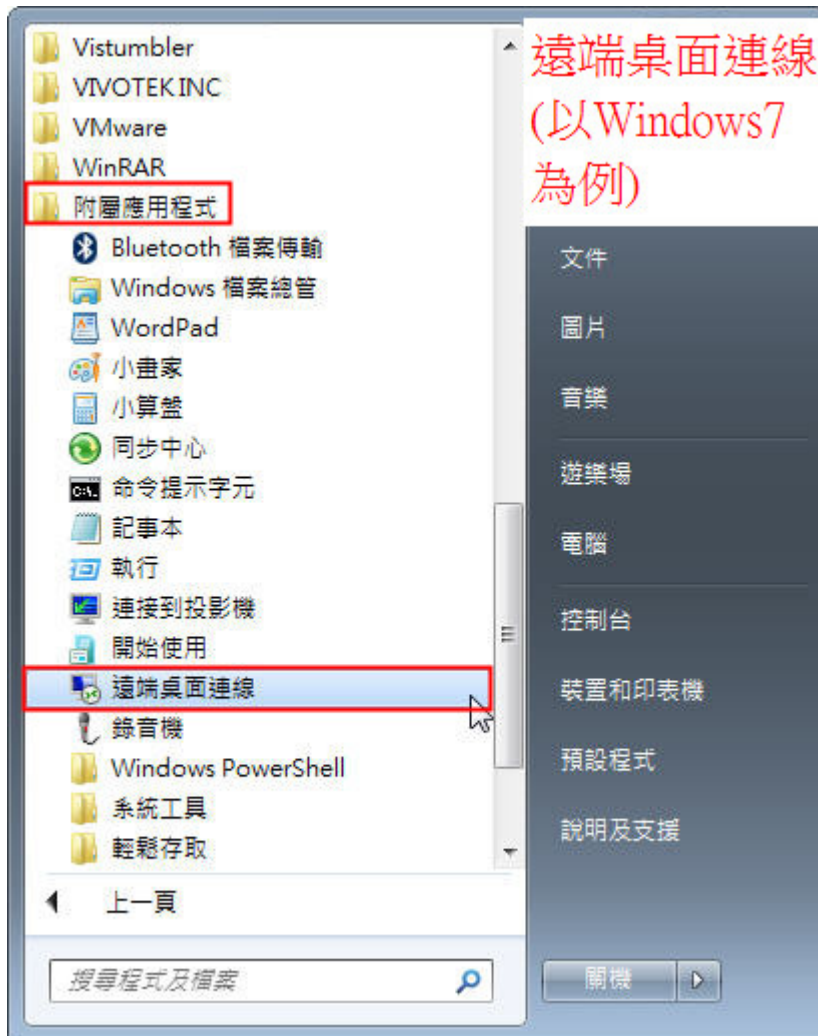 Vistumbler
VIVOTEK INC
VMware
WinRAR
附屬應用程式
Bluetooth 檔案傳輸
Windows 檔案總管
WordPad
小畫家
小算盤
同步中心
命令提示字元
記事本
執行
連接到投影機
開始使用
遠端桌面連線
錄音機
Windows PowerShell
系統工具
輕鬆存取
上一頁
搜尋程式及檔案
遠端桌面連線
(以Windows7
為例)
文件
圖片
音樂
遊樂場
電腦
控制台
裝置和印表機
預設程式
說明及支援
關機